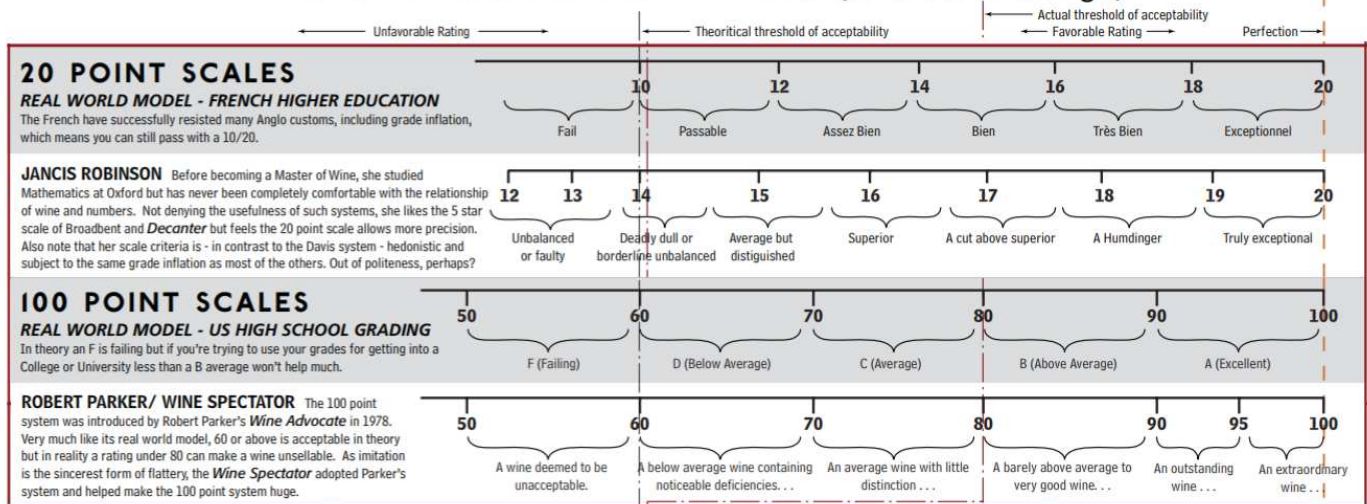 Actual threshold of acceptability
Unfavorable Rating
Theoritical threshold of acceptability
Favorable Rating
Perfection
20 POINT SCALES
REAL WORLD MODEL - FRENCH HIGHER EDUCATION
The French have successfully resisted many Anglo customs, including grade inflation,
which means you can still pass with a 10/20.
10 12 14 16 18 20
Fail Passable Assez Bien Bien Très Bien Exceptionnel
JANCIS ROBINSON Before becoming a Master of Wine, she studied
Mathematics at Oxford but has never been completely comfortable with the relationship
of wine and numbers. Not denying the usefulness of such systems, she likes the 5 star
scale of Broadbent and Decanter but feels the 20 point scale allows more precision.
Also note that her scale criteria is - in contrast to the Davis system - hedonistic and
subject to the same grade inflation as most of the others. Out of politeness, perhaps?
12 13 14 15 16 17 18 19 20
Unbalanced
or faulty
Deadly dull or
borderline unbalanced
Average but
distiguished
Superior
A cut above superior
A Humdinger
Truly exceptional
100 POINT SCALES
REAL WORLD MODEL - US HIGH SCHOOL GRADING
In theory an F is failing but if you're trying to use your grades for getting into a
College or University less than a B average won't help much.
50 60 70 80 90 100
F (Failing) D (Below Average) C (Average) B (Above Average) A (Excellent)
ROBERT PARKER/ WINE SPECTATOR The 100 point
system was introduced by Robert Parker's Wine Advocate in 1978.
Very much like its real world model, 60 or above is acceptable in theory
but in reality a rating under 80 can make a wine unsellable. As imitation
is the sincerest form of flattery, the Wine Spectator adopted Parker's
system and helped make the 100 point system huge.
50 60 70 80 90 95 100
A wine deemed to be
unacceptable.
A below average wine containing
noticeable deficiencies. . .
An average wine with little
distinction . . .
A barely above average to
very good wine. . .
An outstanding
wine . . .
An extraordinary
wine . . .